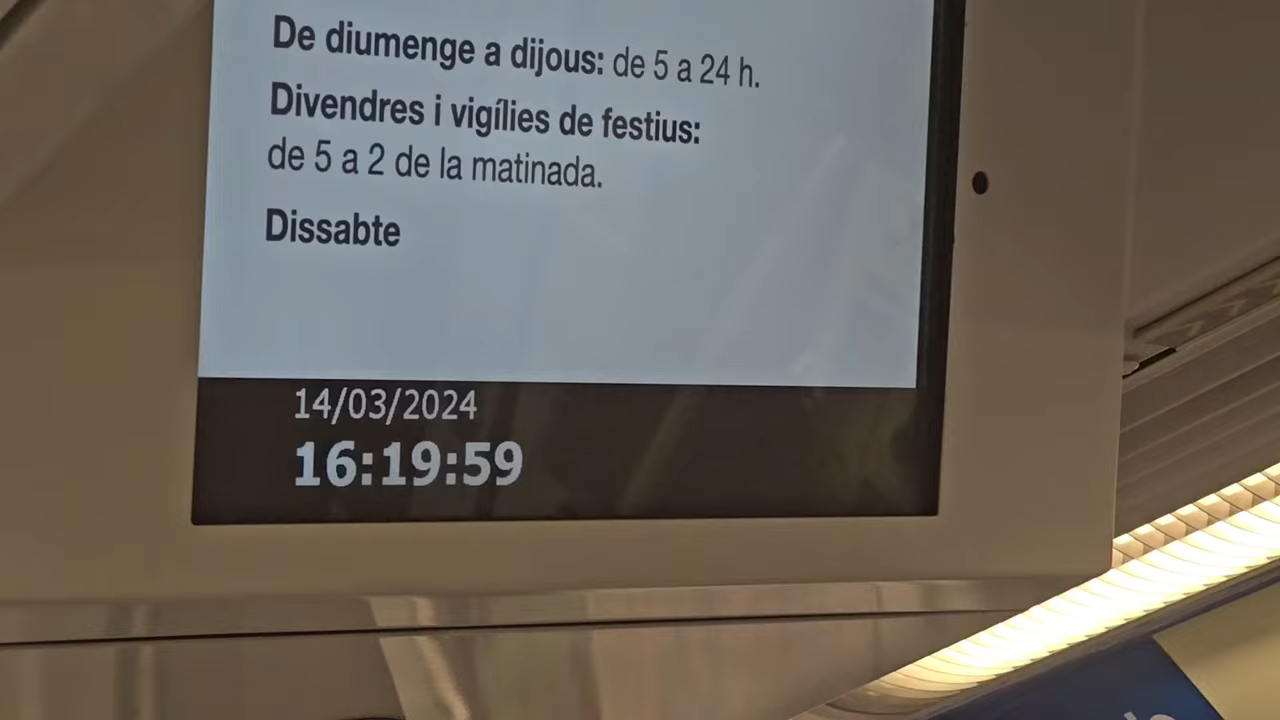 De diumenge a dijous: de 5 a 24 h.
Divendres i vigílies de festius:
de 5 a 2 de la matinada.
Dissabte
14/03/2024
16:19:59